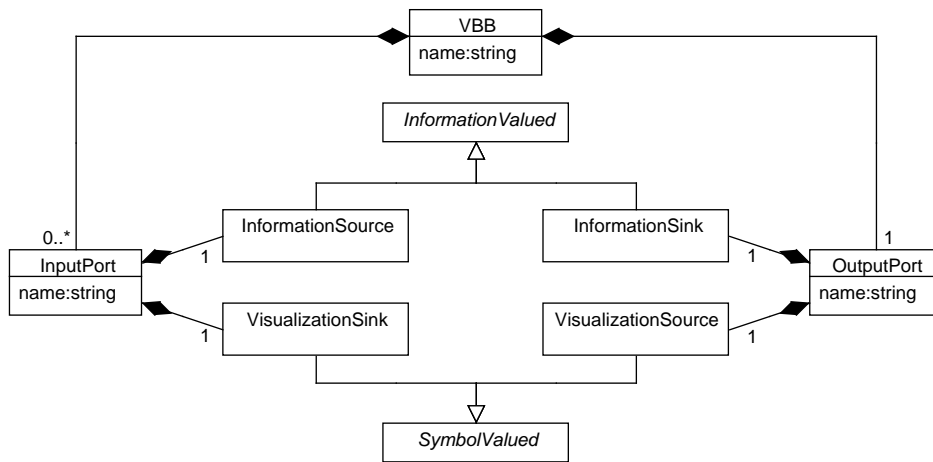 VBB
name:string
InformationValued
InformationSource
InformationSink
0..*
1
1
1
InputPort
name:string
OutputPort
name:string
VisualizationSink
VisualizationSource
1
1
SymbolValued